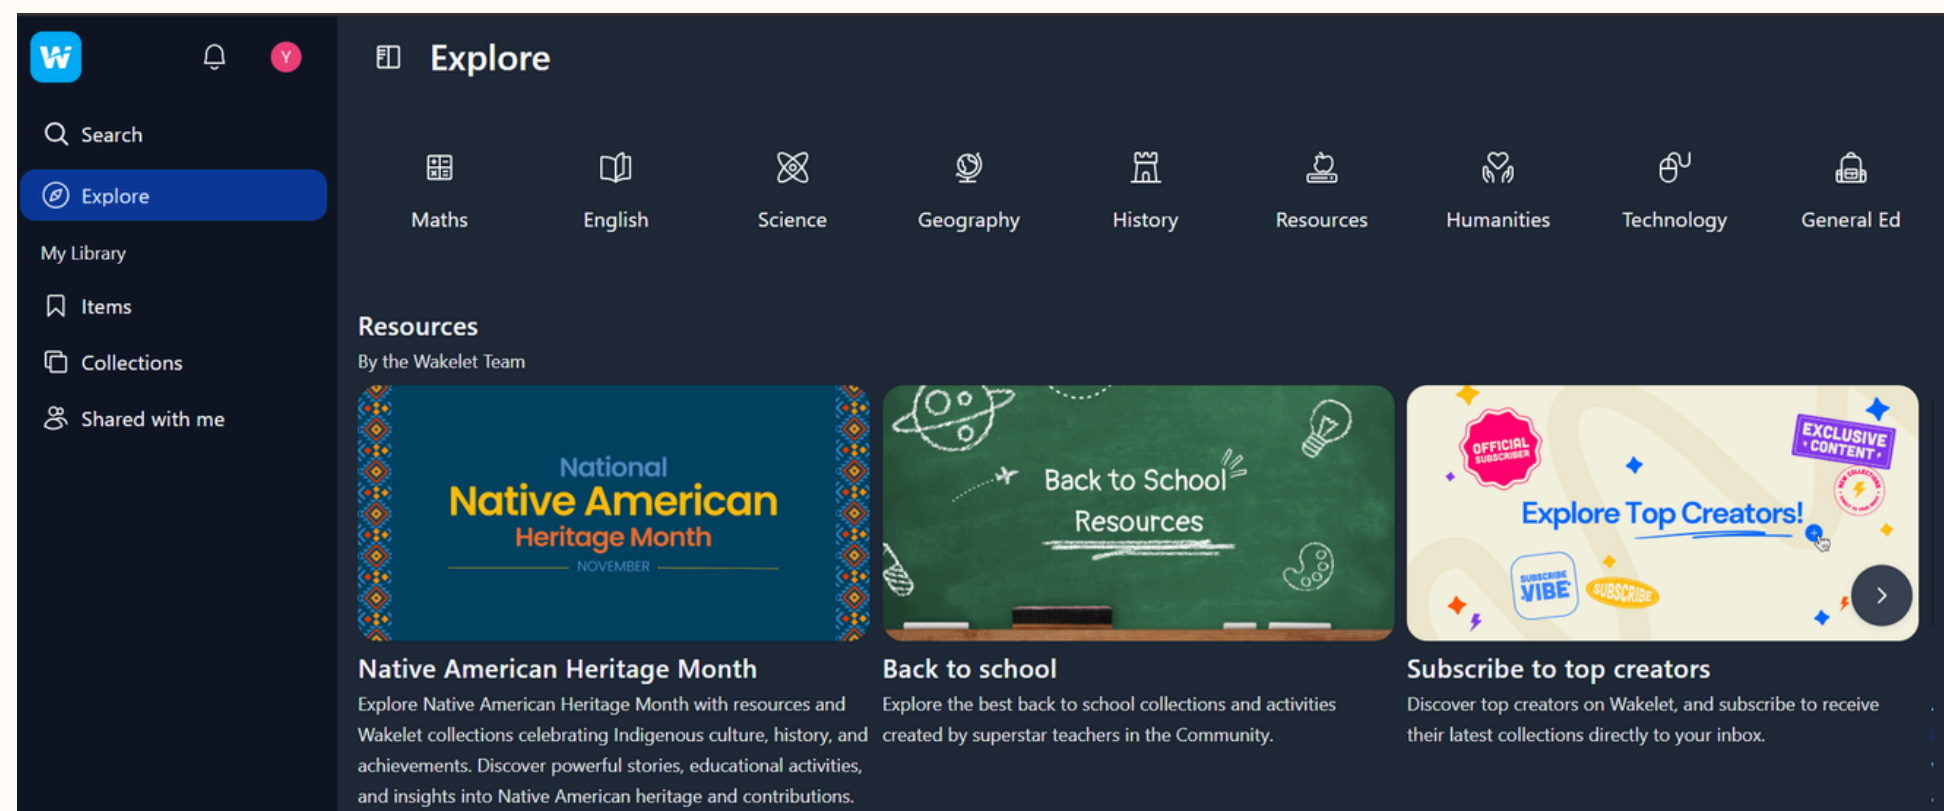 W
Y
Explore
Search
Explore
My Library
Items
Collections
Shared with me
Maths
English
Science
Geography
History
Resources
Humanities
Technology
General Ed
Resources
By the Wakelet Team
National
Native American
Heritage Month
NOVEMBER
Back to School
Resources
OFFICIAL
SUBSCRIBER
EXCLUSIVE
• CONTENT •
Explore Top Creators!
SUBSCRIBE
VIBE
SUBSCRIBE
Native American Heritage Month
Explore Native American Heritage Month with resources and
Wakelet collections celebrating Indigenous culture, history, and
achievements. Discover powerful stories, educational activities,
and insights into Native American heritage and contributions.
Back to school
Explore the best back to school collections and activities
created by superstar teachers in the Community.
Subscribe to top creators
Discover top creators on Wakelet, and subscribe to receive
their latest collections directly to your inbox.